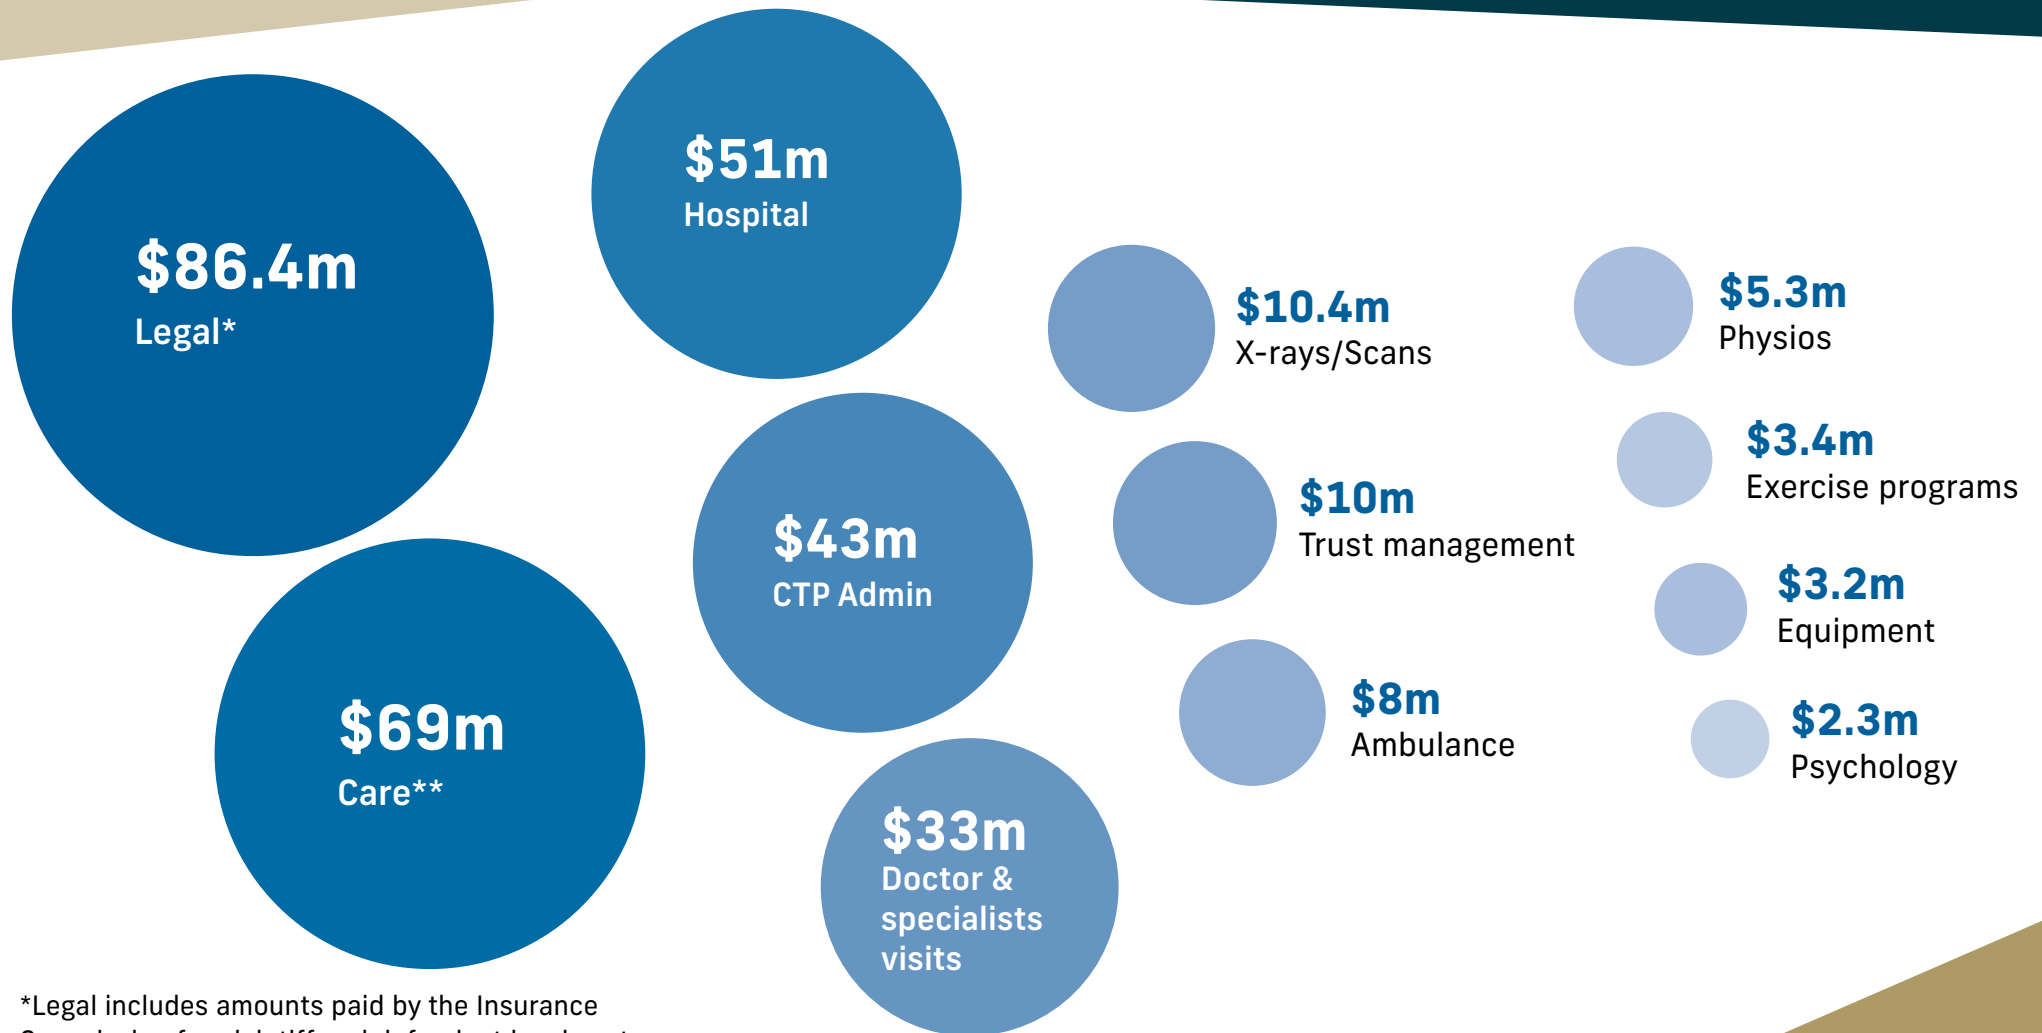 $86.4m
Legal*
$51m
Hospital
$69m
Care**
$43m
CTP Admin
$33m
Doctor &
specialists
visits
$10.4m
X-rays/Scans
$10m
Trust management
$8m
Ambulance
$5.3m
Physios
$3.4m
Exercise programs
$3.2m
Equipment
$2.3m
Psychology
*Legal includes amounts paid by the Insurance